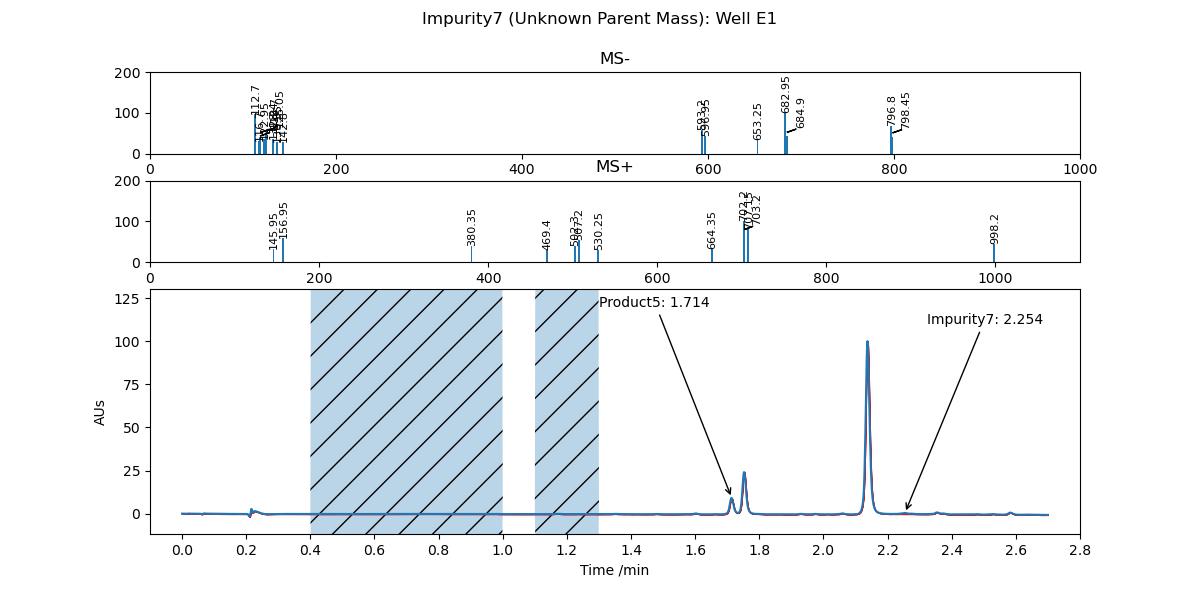 Impurity7 (Unknown Parent Mass): Well E1
MS-
200
100
0
112.7
682.95
684.9
653.25
796.8
798.45
0 200 400 600 800 1000
MS+
200
100
0
145.95
156.95
380.35
469.4
530.25
664.35
702.2
703.2
998.2
0 200 400 600 800 1000
Product5: 1.714
Impurity7: 2.254
125
100
75
50
25
0
AUs
0.0 0.2 0.4 0.6 0.8 1.0 1.2 1.4 1.6 1.8 2.0 2.2 2.4 2.6 2.8
Time /min